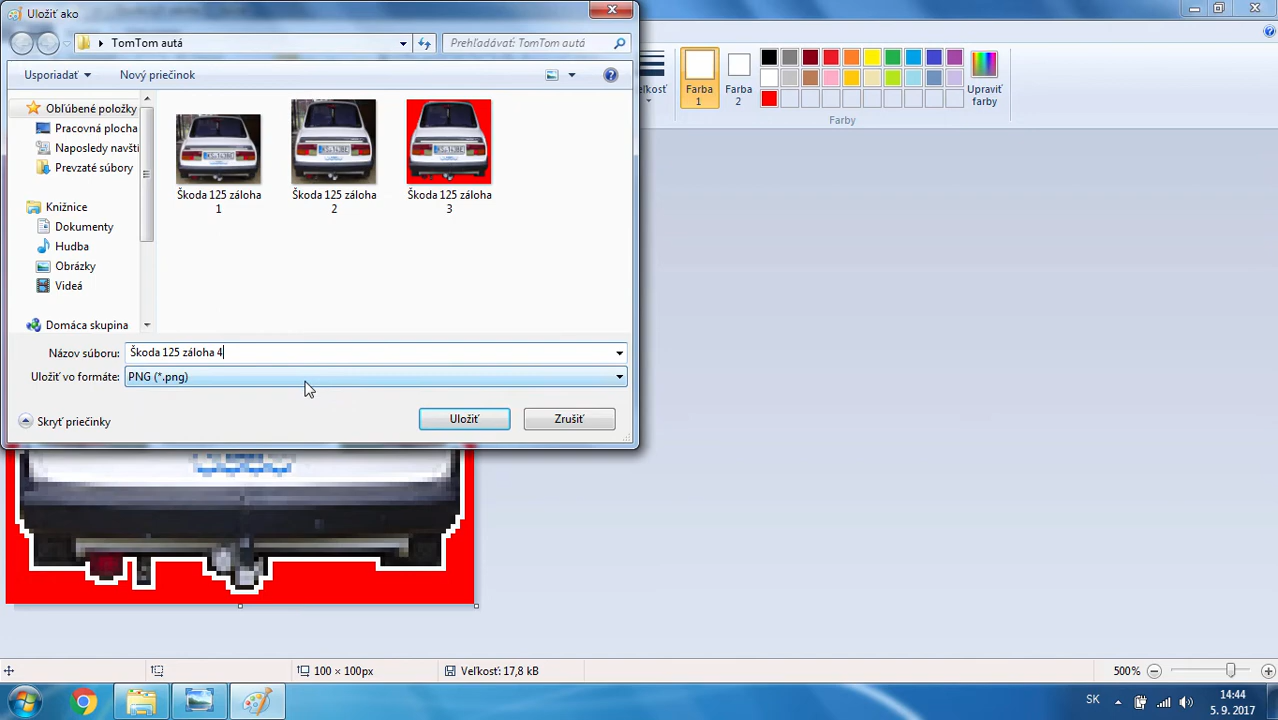 Uložiť ako
TomTom autá
Prehľadávať: TomTom autá
Usporiadať
Nový priečinok
Obľúbené položky
Pracovná plocha
Naposledy navšti
Prevzaté súbory
Knižnice
Dokumenty
Hudba
Obrázky
Videá
Domáca skupina
Škoda 125 záloha
1
Škoda 125 záloha
2
Škoda 125 záloha
3
Názov súboru:
Škoda 125 záloha 4
Uložiť vo formáte:
PNG (*.png)
Skryť priečinky
Uložiť
Zrušiť
eľkosť
Farba
1
Farba
2
Upraviť
farby
Farby
100 × 100px
Veľkosť: 17,8 kB
500%
SK
14:44
5. 9. 2017